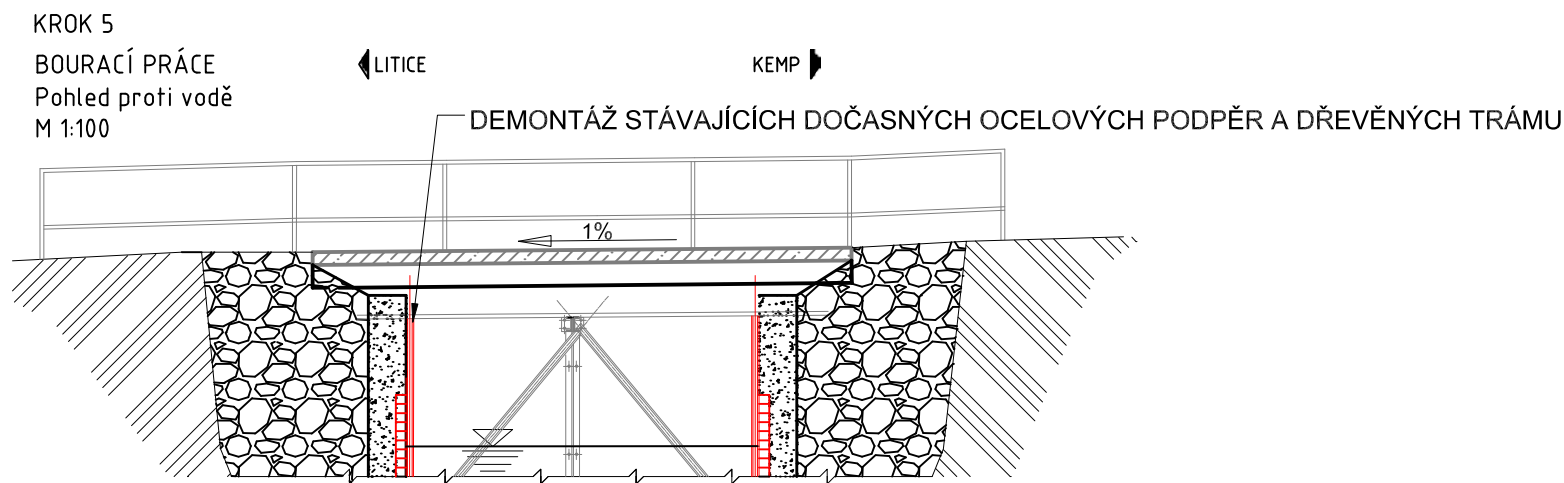 KROK 5
BOURACÍ PRÁCE
Pohled proti vodě
M 1:100
LITICE
KEMP
DEMONTÁŽ STÁVAJÍCÍCH DOČASNÝCH OCELOVÝCH PODPĚR A DŘEVĚNÝCH TRÁMU
1%